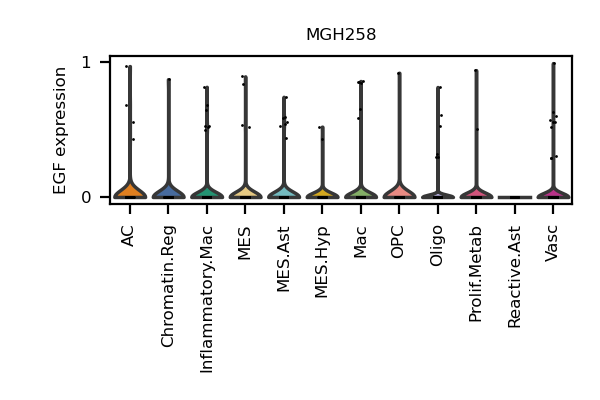 MGH258
EGF expression
1
0
AC
Chromatin.Reg
Inflammatory.Mac
MES
MES.Ast
MES.Hyp
Mac
OPC
Oligo
Prolif.Metab
Reactive.Ast
Vasc